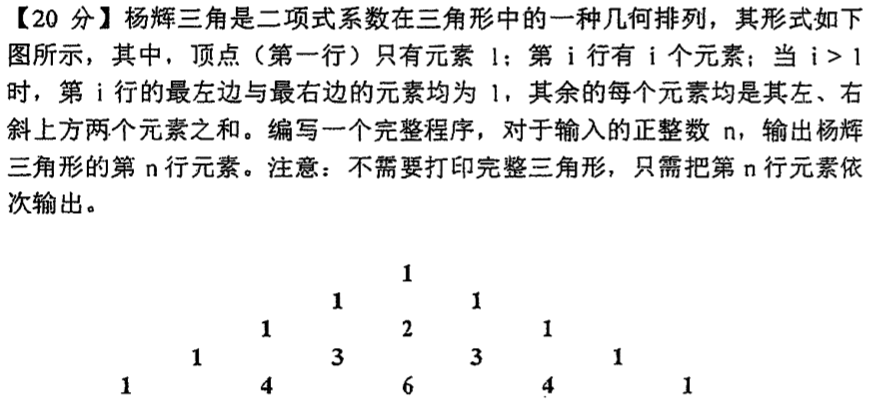 【20 分】杨辉三角是二项式系数在三角形中的一种几何排列，其形式如下
图所示，其中，顶点（第一行）只有元素 1；第 i 行有 i 个元素；当 i > 1
时，第 i 行的最左边与最右边的元素均为 1，其余的每个元素均是其左、右
斜上方两个元素之和。编写一个完整程序，对于输入的正整数 n，输出杨辉
三角形的第 n 行元素。注意：不需要打印完整三角形，只需把第 n 行元素依
次输出。
1
1 1
1 2 1
1 3 3 1
1 4 6 4 1